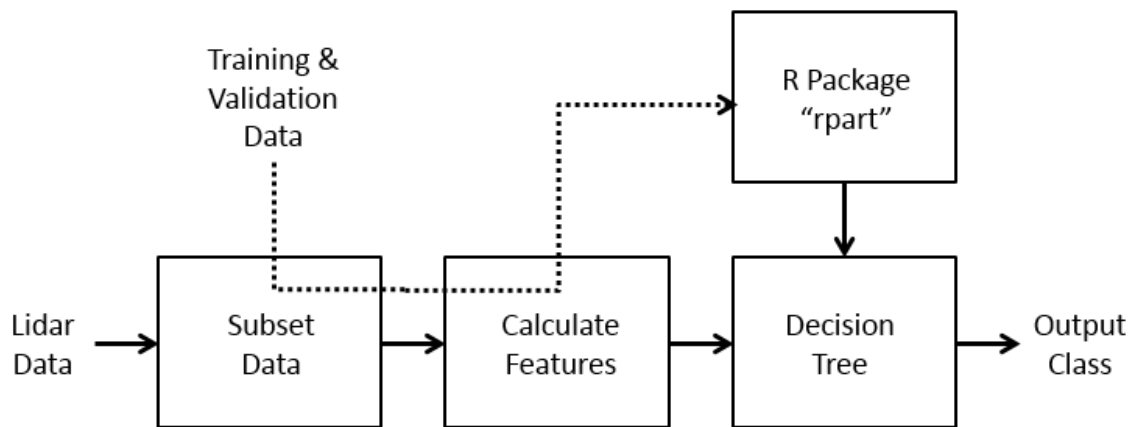 Training &
Validation
Data
R Package
“rpart”
Lidar
Data
Subset
Data
Calculate
Features
Decision
Tree
Output
Class